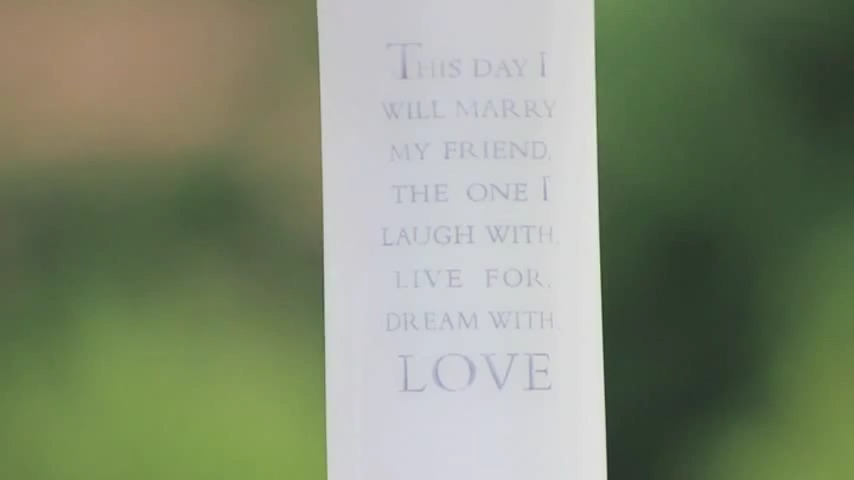 THIS DAY I
WILL MARRY
MY FRIEND,
THE ONE I
LAUGH WITH,
LIVE FOR,
DREAM WITH,
LOVE